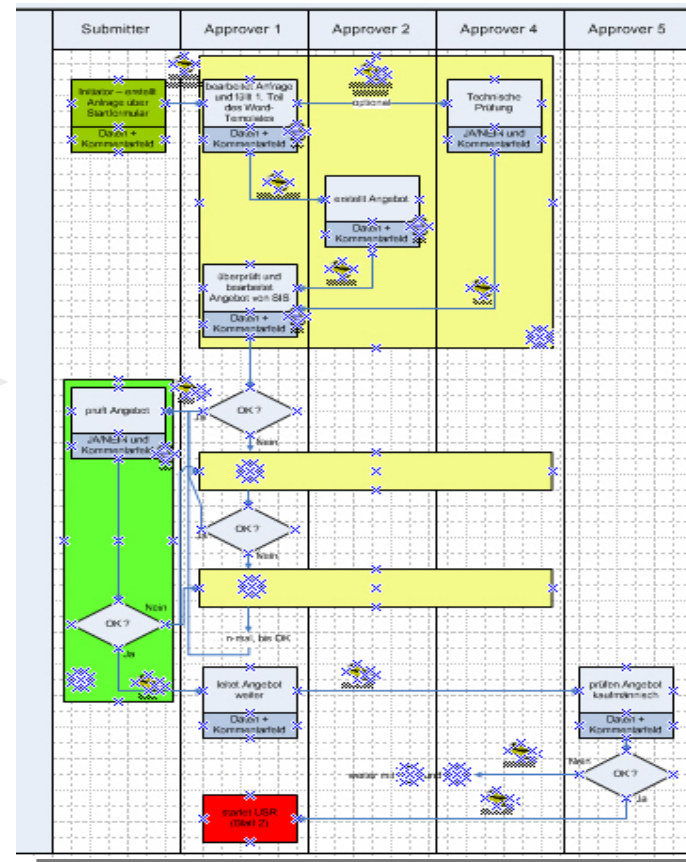 Submitter
Approver 1
Approver 2
Approver 4
Approver 5
Initiator – erstellt
Anfrage über
Startformular
Daten +
Kommentarfeld
bearbeitet Anfrage
und füllt 1. Teil
des Word-
Templates
Daten +
Kommentarfeld
optional
Technische
Prüfung
JA/NEIN und
Kommentarfeld
erstellt Angebot
Daten +
Kommentarfeld
überprüft und
bearbeitet
Angebot von SIS
Daten +
Kommentarfeld
prüft Angebot
JA/NEIN und
Kommentarfeld
Ja
OK?
Nein
Ja
OK?
Nein
OK?
Nein
Ja
n-mal, bis OK
leitet Angebot
weiter
Daten +
Kommentarfeld
prüfen Angebot
kaufmännisch
Daten +
Kommentarfeld
Nein
OK?
Ja
weiter mit und
startet USR
(Blatt 2)